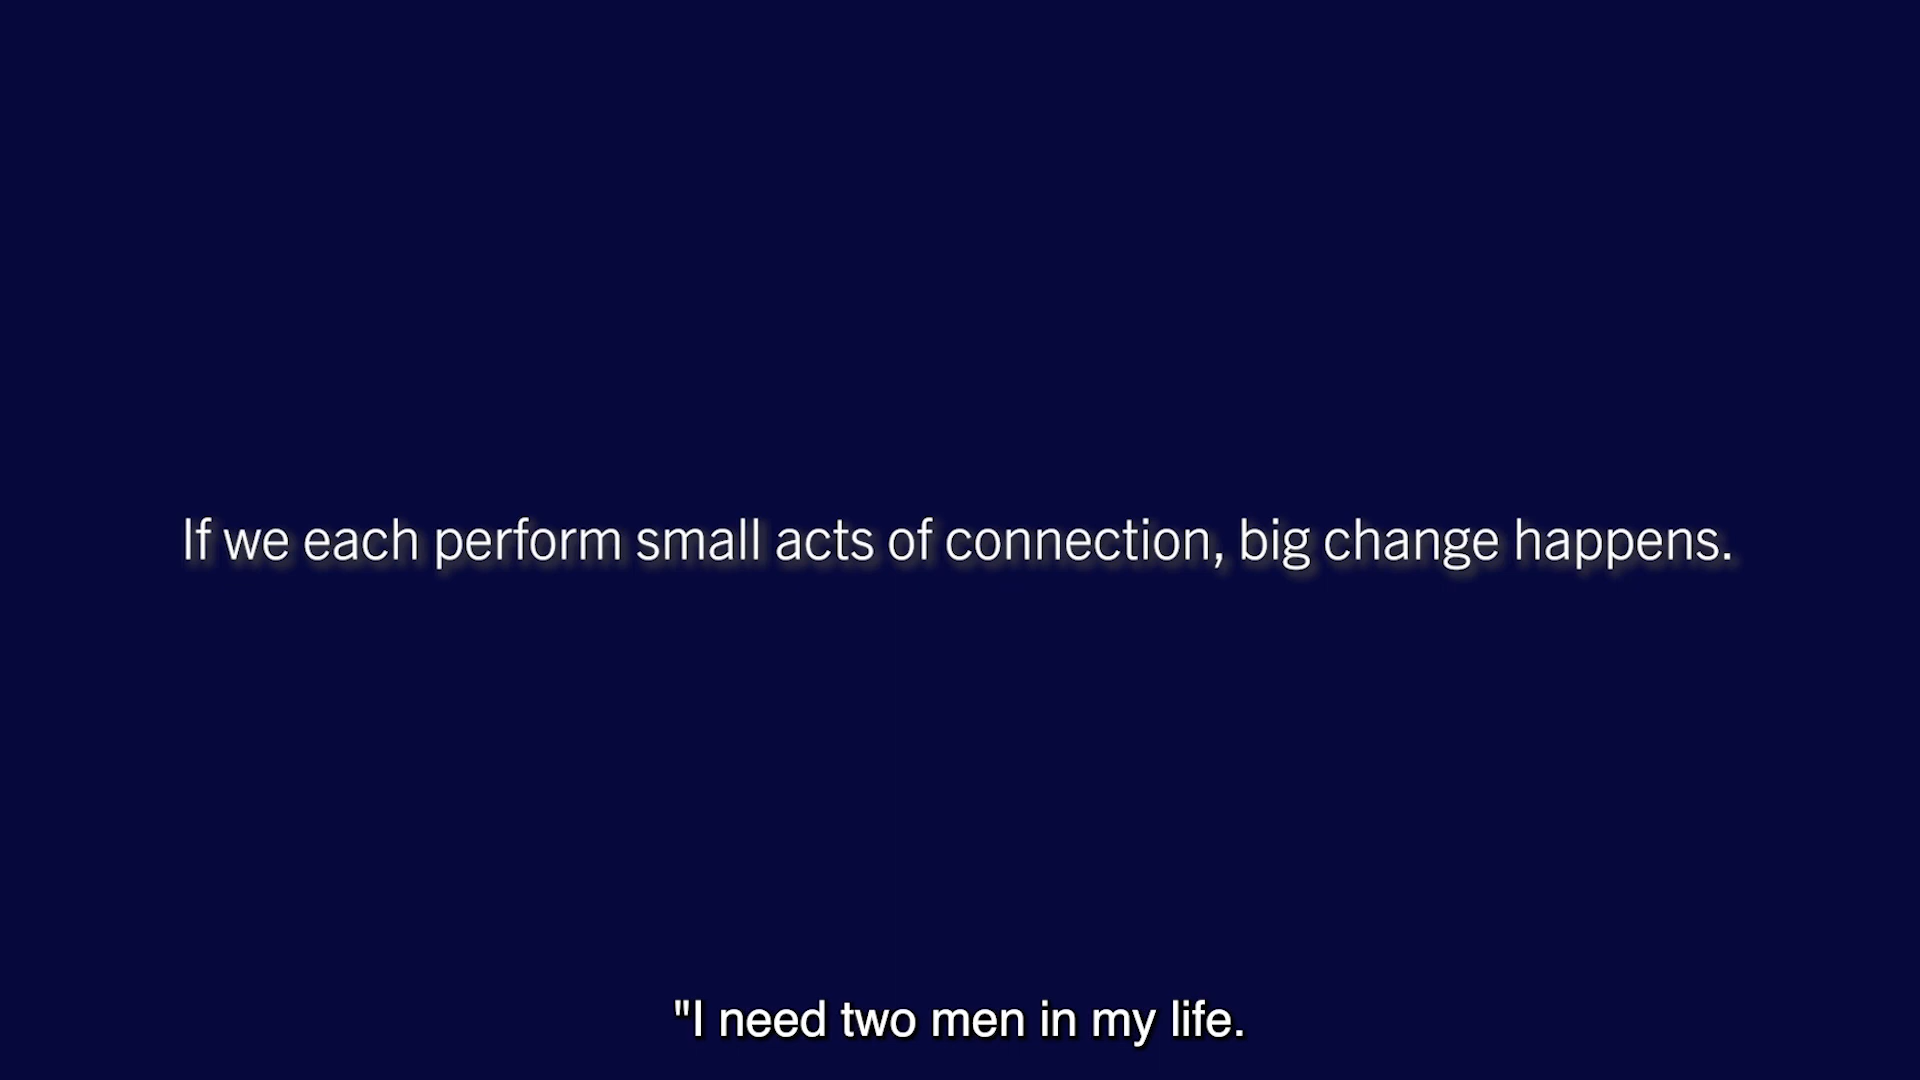 If we each perform small acts of connection, big change happens.
"I need two men in my life.